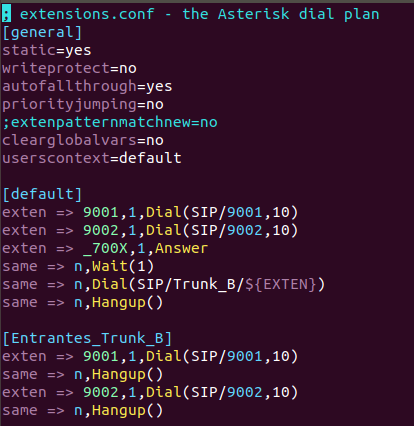 ; extensions.conf - the Asterisk dial plan
[general]
static=yes
writeprotect=no
autofallthrough=yes
priorityjumping=no
;extenpatternmatchnew=no
clearglobalvars=no
userscontext=default
[default]
exten => 9001,1,Dial(SIP/9001,10)
exten => 9002,1,Dial(SIP/9002,10)
exten => _700X,1,Answer
same => n,Wait(1)
same => n,Dial(SIP/Trunk_B/${EXTEN})
same => n,Hangup()
[Entrantes_Trunk_B]
exten => 9001,1,Dial(SIP/9001,10)
same => n,Hangup()
exten => 9002,1,Dial(SIP/9002,10)
same => n,Hangup()